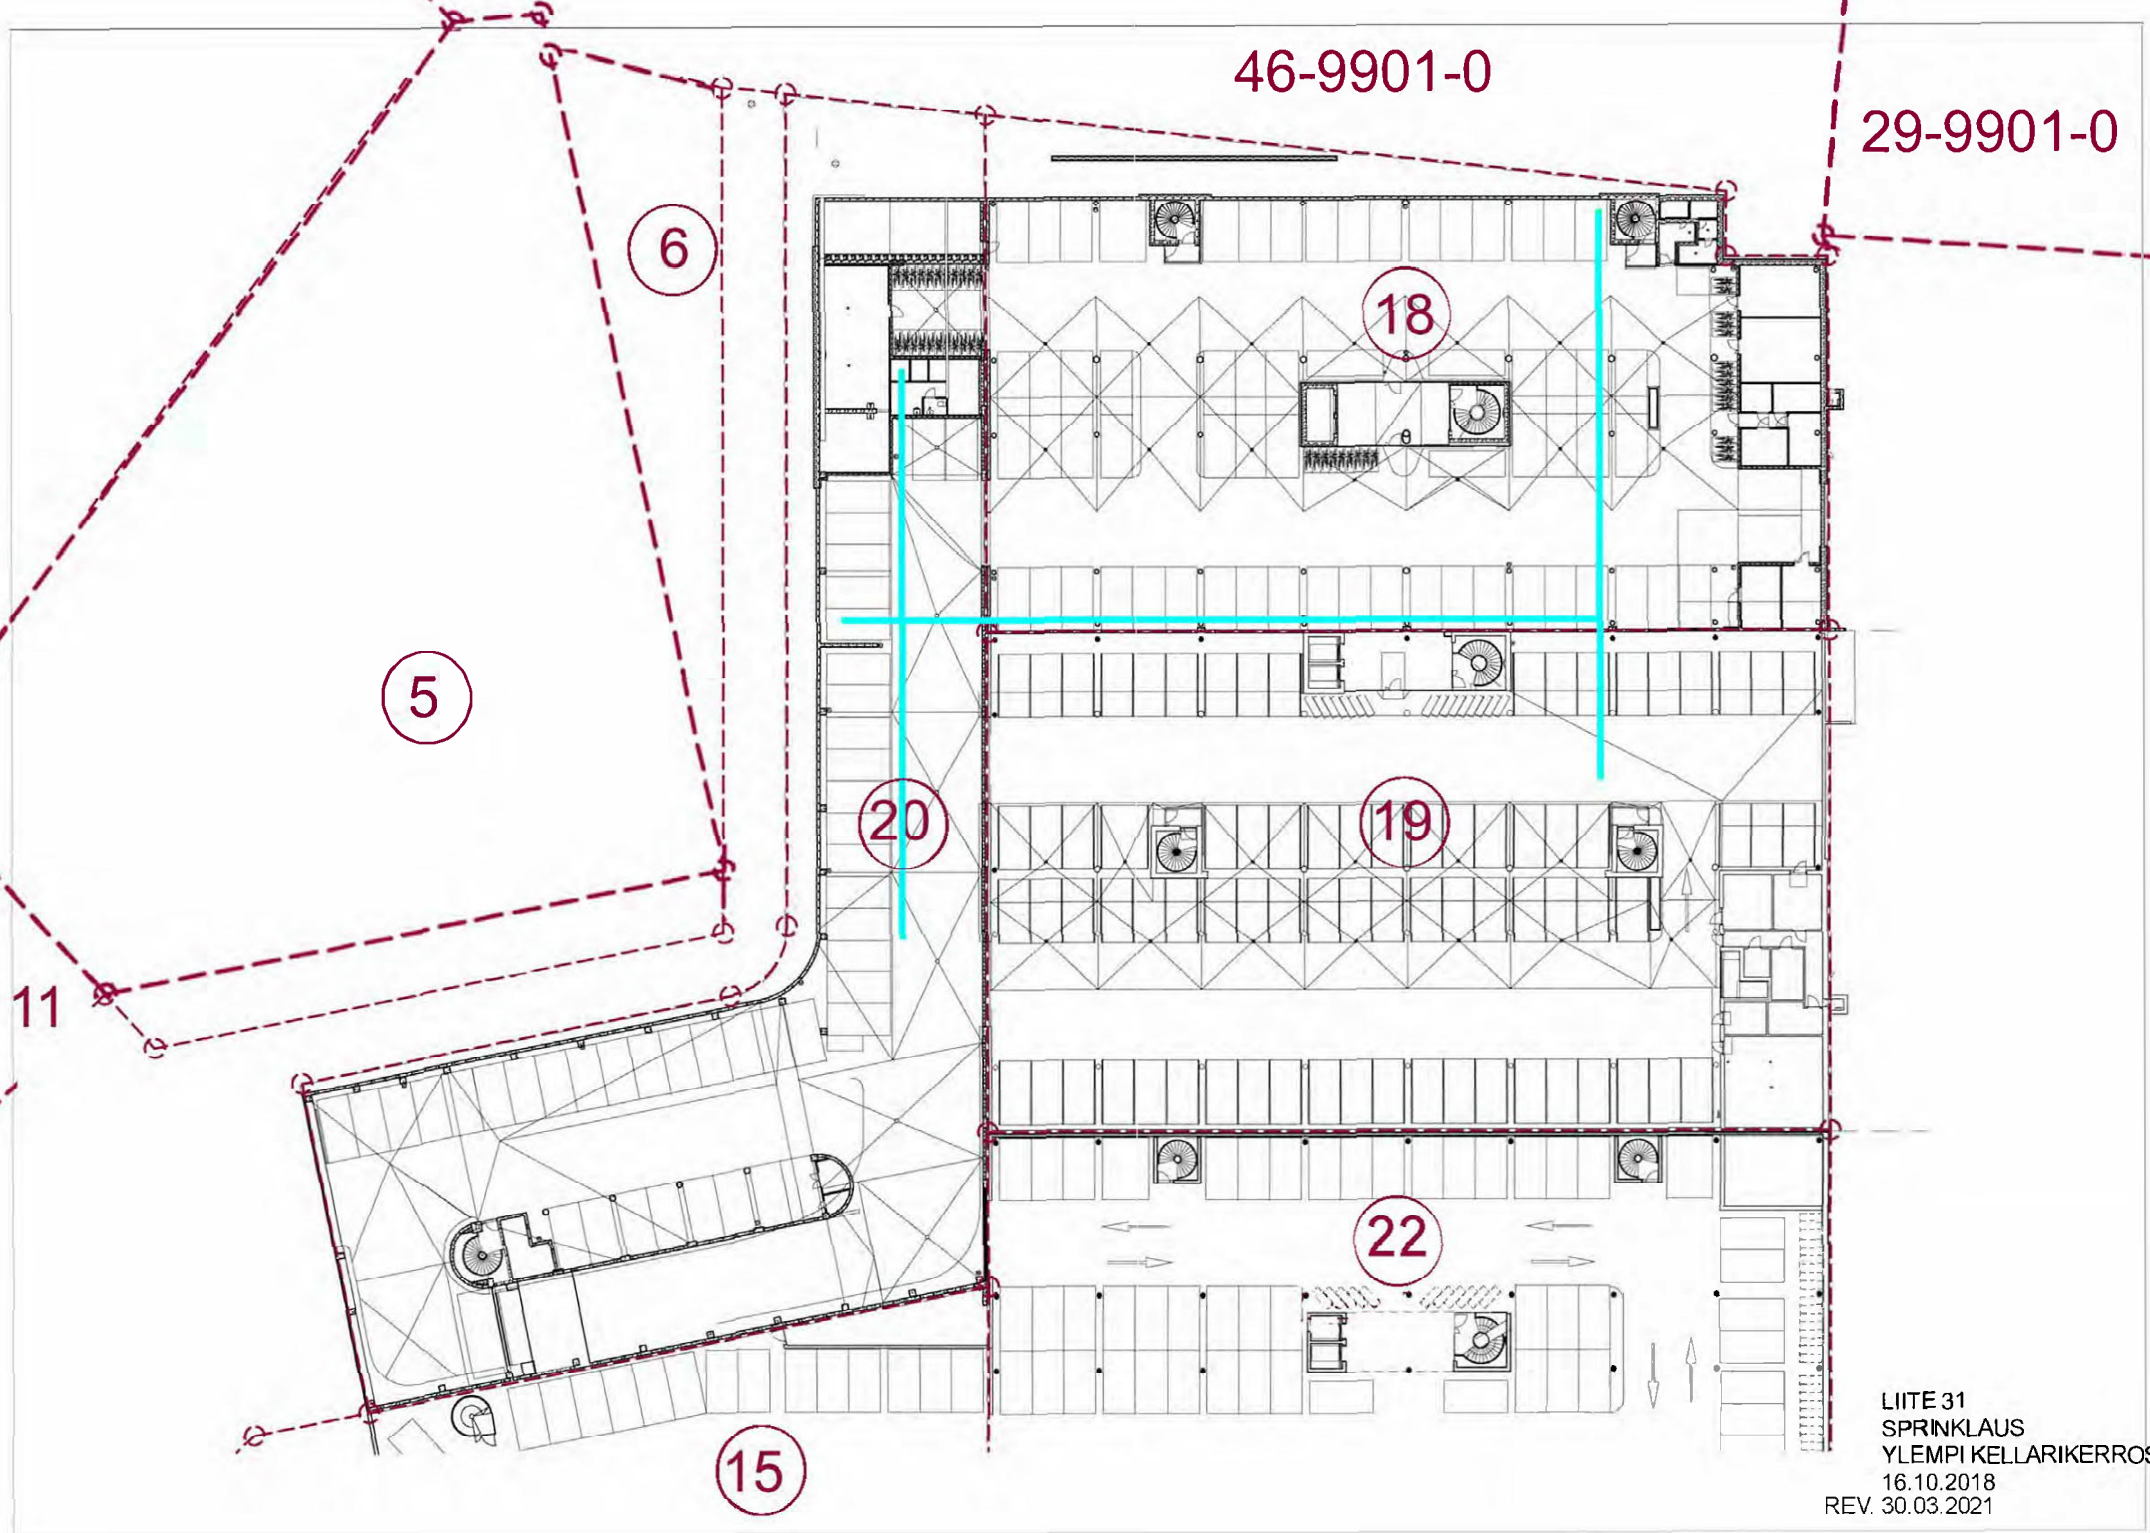 46-9901-0
29-9901-0
6
18
5
20
19
11
22
15
LIITE 31
SPRINKLAUS
YLEMPI KELLARIKERROS
16.10.2018
REV. 30.03.2021